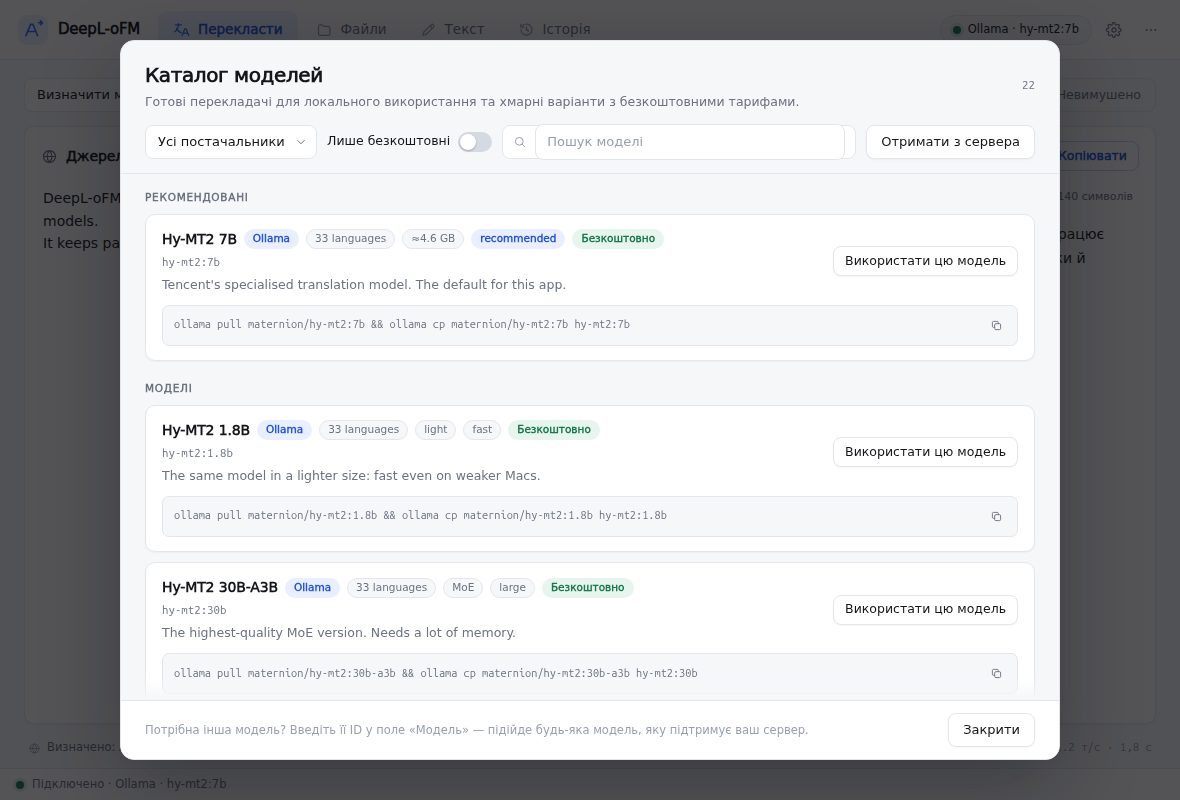 DeepL-oFM
Перекласти
Файли
Текст
Історія
Ollama · hy-mt2:7b
Каталог моделей
22
Готові перекладачі для локального використання та хмарні варіанти з безкоштовними тарифами.
Визначити м
Невимушено
Усі постачальники
Лише безкоштовні
Пошук моделі
Отримати з сервера
Джерел
Копіювати
140 символів
DeepL-oFM
models.
It keeps pa
рацює
ки й
РЕКОМЕНДОВАНІ
Hy-MT2 7B Ollama 33 languages ≈4.6 GB recommended Безкоштовно
hy-mt2:7b
Використати цю модель
Tencent's specialised translation model. The default for this app.
ollama pull maternion/hy-mt2:7b && ollama cp maternion/hy-mt2:7b hy-mt2:7b
МОДЕЛІ
Hy-MT2 1.8B Ollama 33 languages light fast Безкоштовно
hy-mt2:1.8b
Використати цю модель
The same model in a lighter size: fast even on weaker Macs.
ollama pull maternion/hy-mt2:1.8b && ollama cp maternion/hy-mt2:1.8b hy-mt2:1.8b
Hy-MT2 30B-A3B Ollama 33 languages MoE large Безкоштовно
hy-mt2:30b
Використати цю модель
The highest-quality MoE version. Needs a lot of memory.
ollama pull maternion/hy-mt2:30b-a3b && ollama cp maternion/hy-mt2:30b-a3b hy-mt2:30b
Потрібна інша модель? Введіть її ID у поле «Модель» — підійде будь-яка модель, яку підтримує ваш сервер.
Закрити
Визначено:
.2 т/с · 1,8 с
Підключено · Ollama · hy-mt2:7b